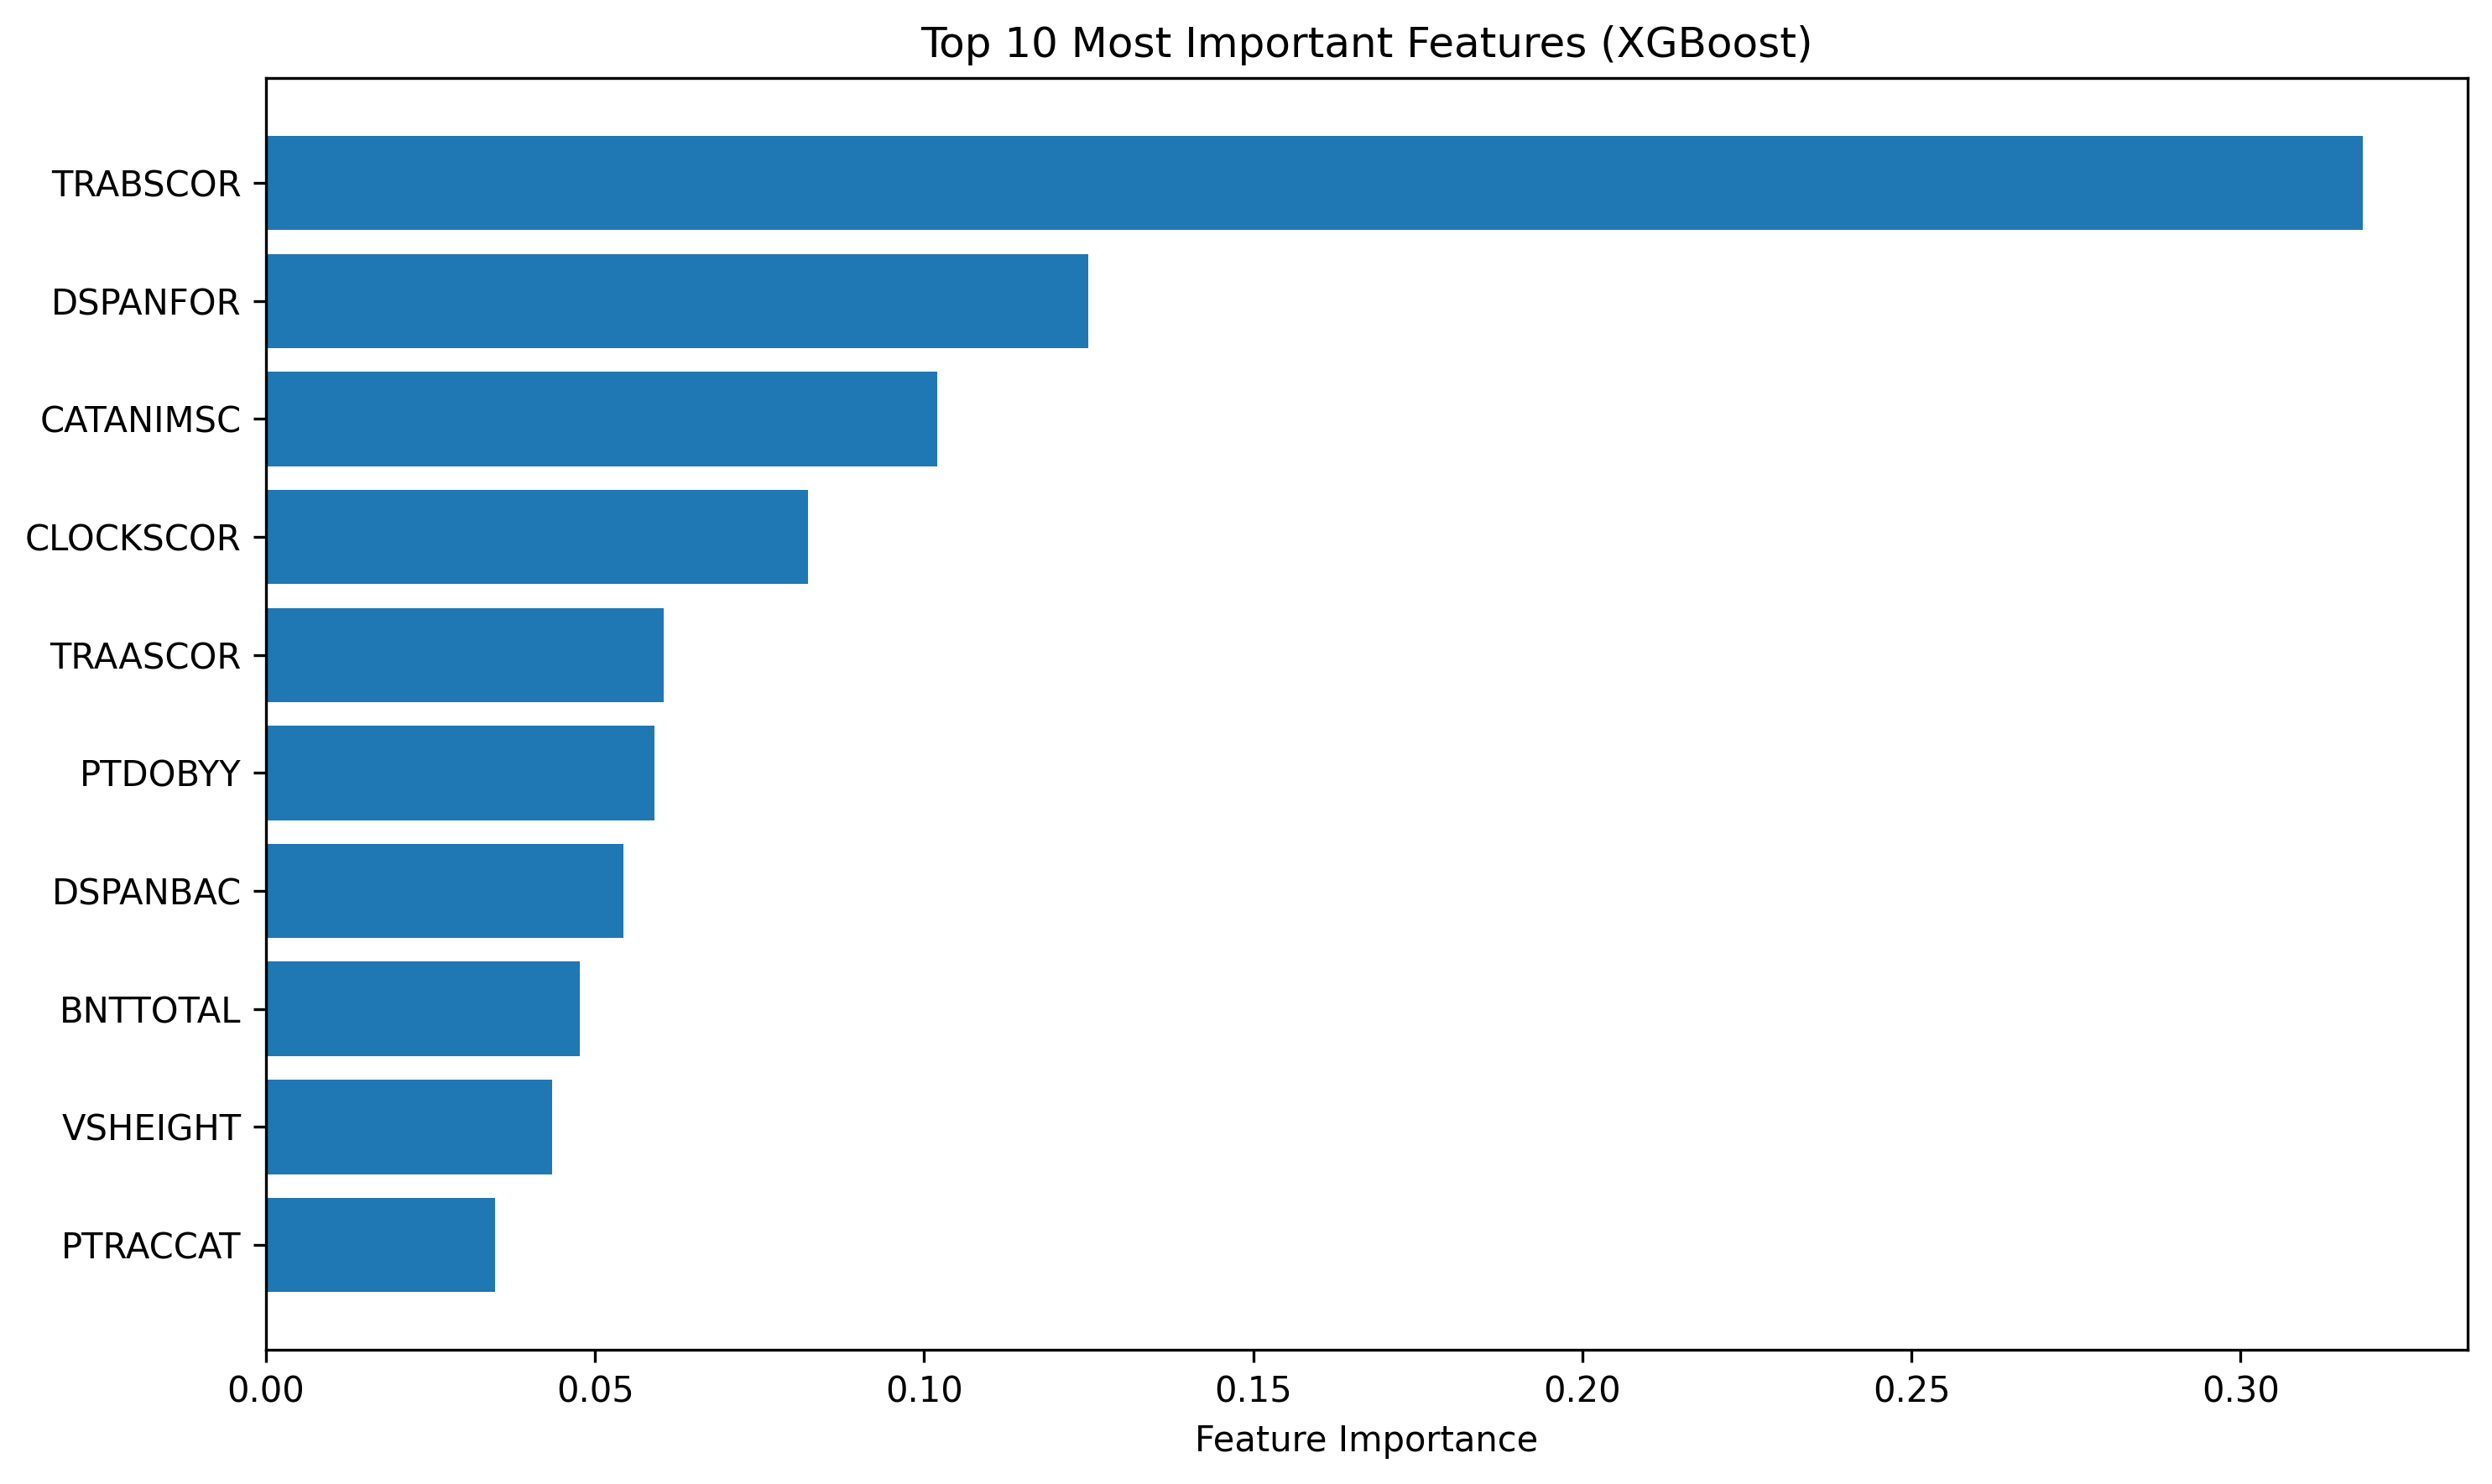 Top 10 Most Important Features (XGBoost)
TRABSCOR
DSPANFOR
CATANIMSC
CLOCKSCOR
TRAASCOR
PTDOBYY
DSPANBAC
BNTTOTAL
VSHEIGHT
PTRACCAT
0.00 0.05 0.10 0.15 0.20 0.25 0.30
Feature Importance